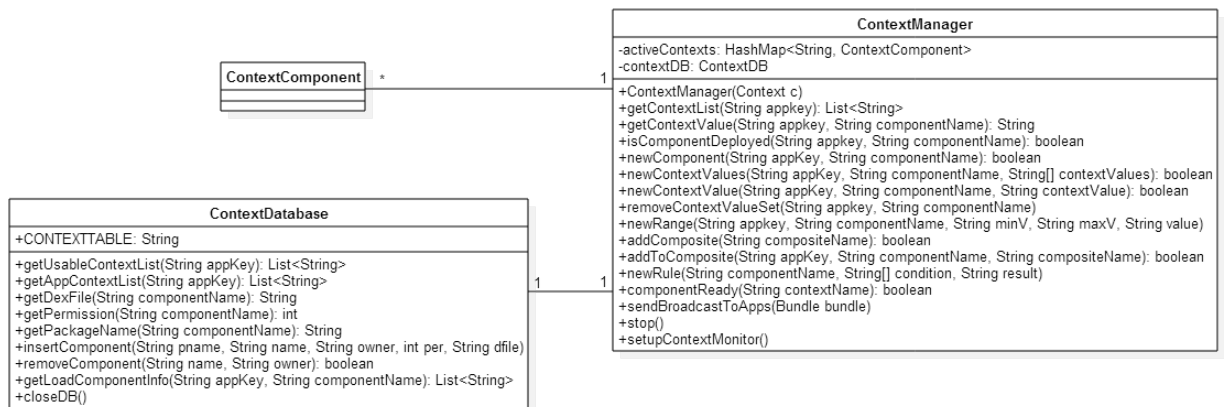 ContextManager
-activeContexts: HashMap<String, ContextComponent>
-contextDB: ContextDB
+ContextManager(Context c)
+getContextList(String appkey): List<String>
+getContextValue(String appkey, String componentName): String
+isComponentDeployed(String appkey, String componentName): boolean
+newComponent(String appKey, String componentName): boolean
+newContextValues(String appKey, String componentName, String[] contextValues): boolean
+newContextValue(String appKey, String componentName, String contextValue): boolean
+removeContextValueSet(String appkey, String componentName)
+newRange(String appkey, String componentName, String minV, String maxV, String value)
+addComposite(String compositeName): boolean
+addToComposite(String appKey, String componentName, String compositeName): boolean
+newRule(String componentName, String[] condition, String result)
+componentReady(String contextName): boolean
+sendBroadcastToApps(Bundle bundle)
+stop()
+setupContextMonitor()
ContextComponent
*
1
ContextDatabase
+CONTEXTTABLE: String
+getUsableContextList(String appKey): List<String>
+getAppContextList(String appKey): List<String>
+getDexFile(String componentName): String
+getPermission(String componentName): int
+getPackageName(String componentName): String
+insertComponent(String pname, String name, String owner, int per, String dfile)
+removeComponent(String name, String owner): boolean
+getLoadComponentInfo(String appKey, String componentName): List<String>
+closeDB()
1
1